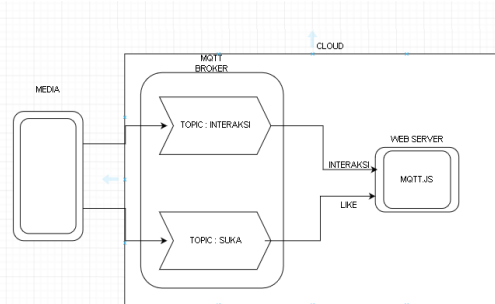 CLOUD
MQTT
BROKER
MEDIA
TOPIC : INTERAKSI
WEB SERVER
INTERAKSI
MQTT.JS
LIKE
TOPIC : SUKA